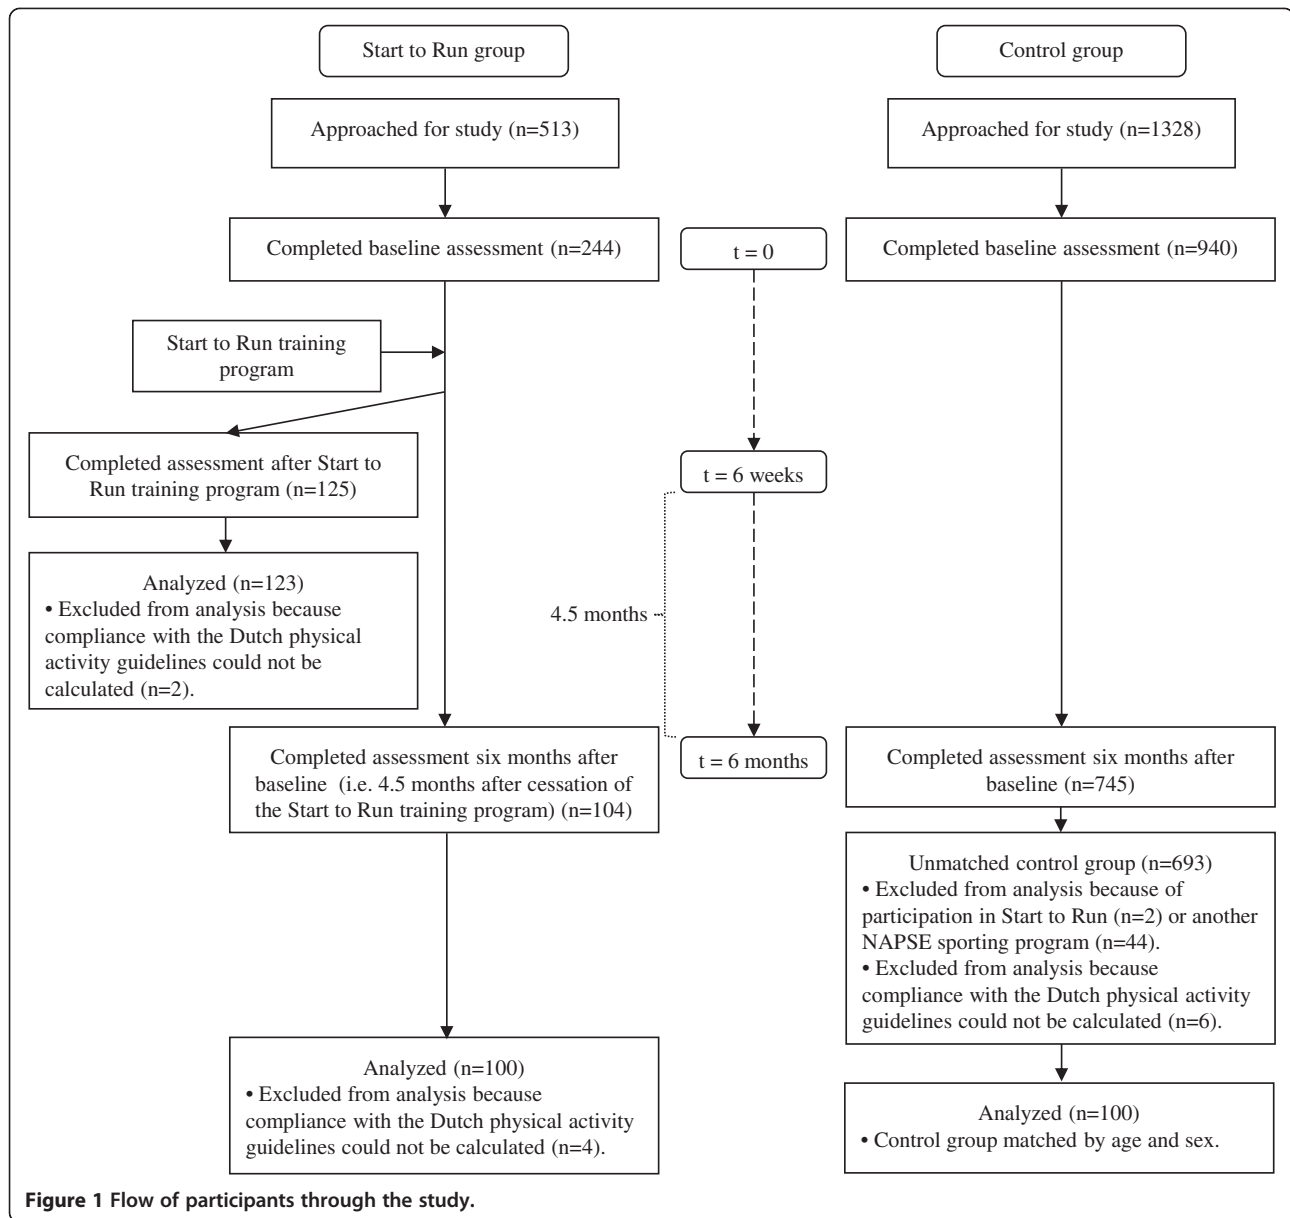 Start to Run group
Control group
Approached for study (n=513)
Approached for study (n=1328)
Completed baseline assessment (n=244)
t = 0
Completed baseline assessment (n=940)
Start to Run training
program
Completed assessment after Start to
Run training program (n=125)
t = 6 weeks
Analyzed (n=123)
• Excluded from analysis because
compliance with the Dutch physical
activity guidelines could not be
calculated (n=2).
4.5 months
Completed assessment six months after
baseline (i.e. 4.5 months after cessation of
the Start to Run training program) (n=104)
t = 6 months
Completed assessment six months after
baseline (n=745)
Unmatched control group (n=693)
• Excluded from analysis because of
participation in Start to Run (n=2) or another
NAPSE sporting program (n=44).
• Excluded from analysis because
compliance with the Dutch physical activity
guidelines could not be calculated (n=6).
Analyzed (n=100)
• Excluded from analysis because
compliance with the Dutch physical activity
guidelines could not be calculated (n=4).
Analyzed (n=100)
• Control group matched by age and sex.
Figure 1 Flow of participants through the study.